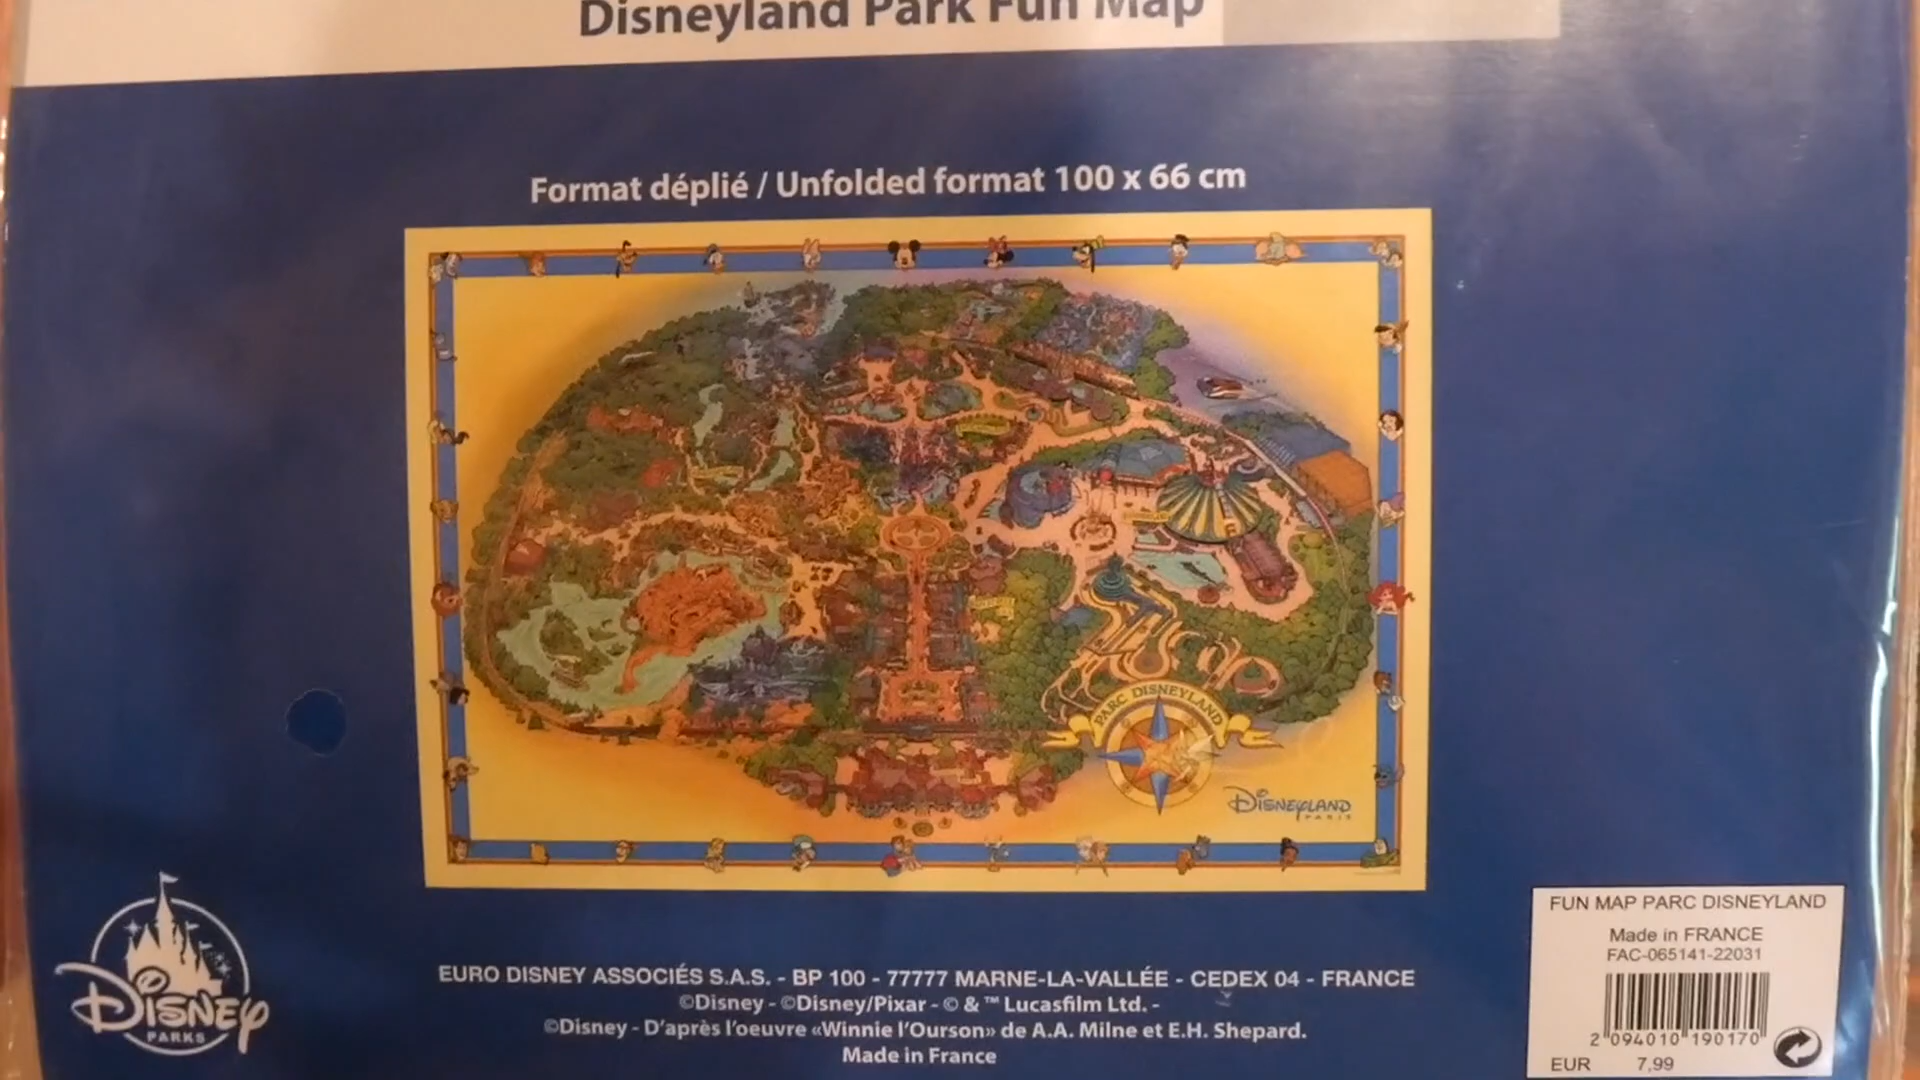 Disneyland Park Fun Map
Format déplié / Unfolded format 100 x 66 cm
PARC DISNEYLAND
DISNEYLAND
PARIS
DISNEY
PARKS
EURO DISNEY ASSOCIÉS S.A.S. - BP 100 - 77777 MARNE-LA-VALLÉE - CEDEX 04 - FRANCE
©Disney - ©Disney/Pixar - © & ™ Lucasfilm Ltd. -
©Disney - D'après l'oeuvre «Winnie l'Ourson» de A.A. Milne et E.H. Shepard.
Made in France
FUN MAP PARC DISNEYLAND
Made in FRANCE
FAC-065141-22031
2 094010 190170
EUR 7,99